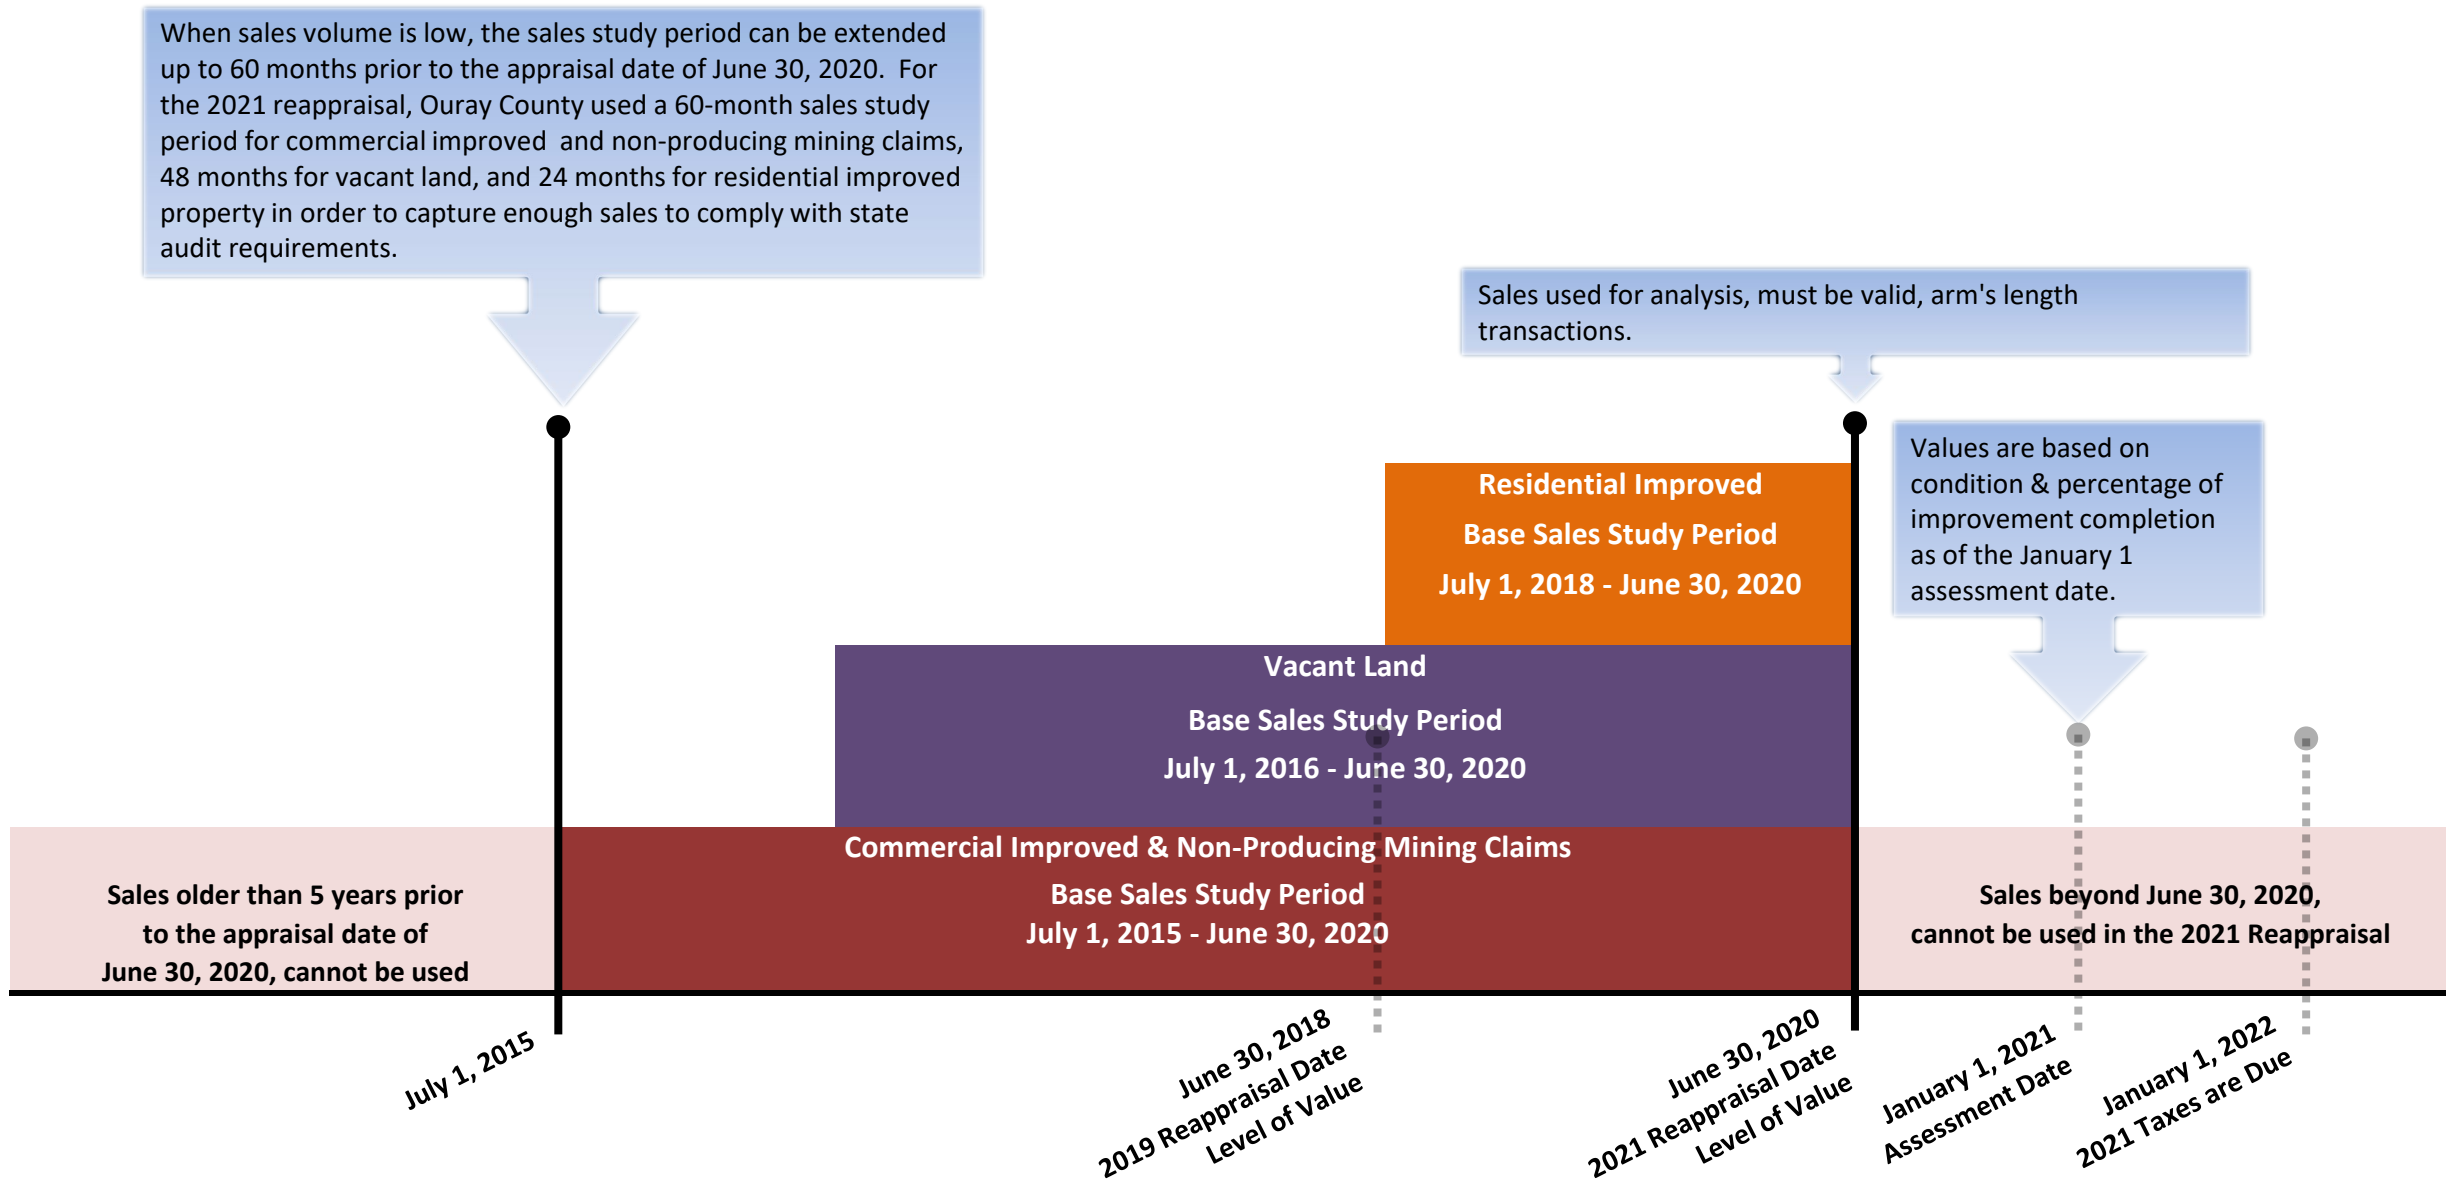 When sales volume is low, the sales study period can be extended
up to 60 months prior to the appraisal date of June 30, 2020.  For
the 2021 reappraisal, Ouray County used a 60-month sales study
period for commercial improved  and non-producing mining claims,
48 months for vacant land, and 24 months for residential improved
property in order to capture enough sales to comply with state
audit requirements.
Sales used for analysis, must be valid, arm's length
transactions.
Values are based on
condition & percentage of
improvement completion
as of the January 1
assessment date.
Residential Improved
Base Sales Study Period
July 1, 2018 - June 30, 2020
Vacant Land
Base Sales Study Period
July 1, 2016 - June 30, 2020
Commercial Improved & Non-Producing Mining Claims
Base Sales Study Period
July 1, 2015 - June 30, 2020
Sales older than 5 years prior
to the appraisal date of
June 30, 2020, cannot be used
Sales beyond June 30, 2020,
cannot be used in the 2021 Reappraisal
July 1, 2015
June 30, 2018
2019 Reappraisal Date
Level of Value
June 30, 2020
2021 Reappraisal Date
Level of Value
January 1, 2021
Assessment Date
January 1, 2022
2021 Taxes are Due